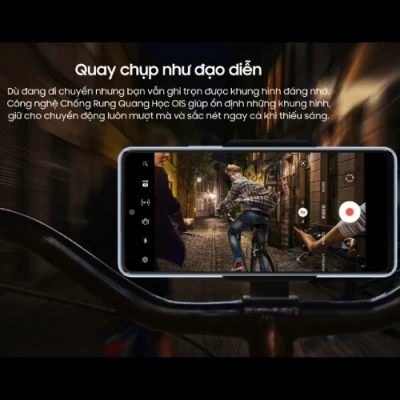 Quay chụp như đạo diễn
Dù đang di chuyển nhưng bạn vẫn ghi trọn được khung hình đáng nhớ.
Công nghệ Chống Rung Quang Học OIS giúp ổn định những khung hình,
giữ cho chuyển động luôn mượt mà và sắc nét ngay cả khi thiếu sáng.
VIDEO